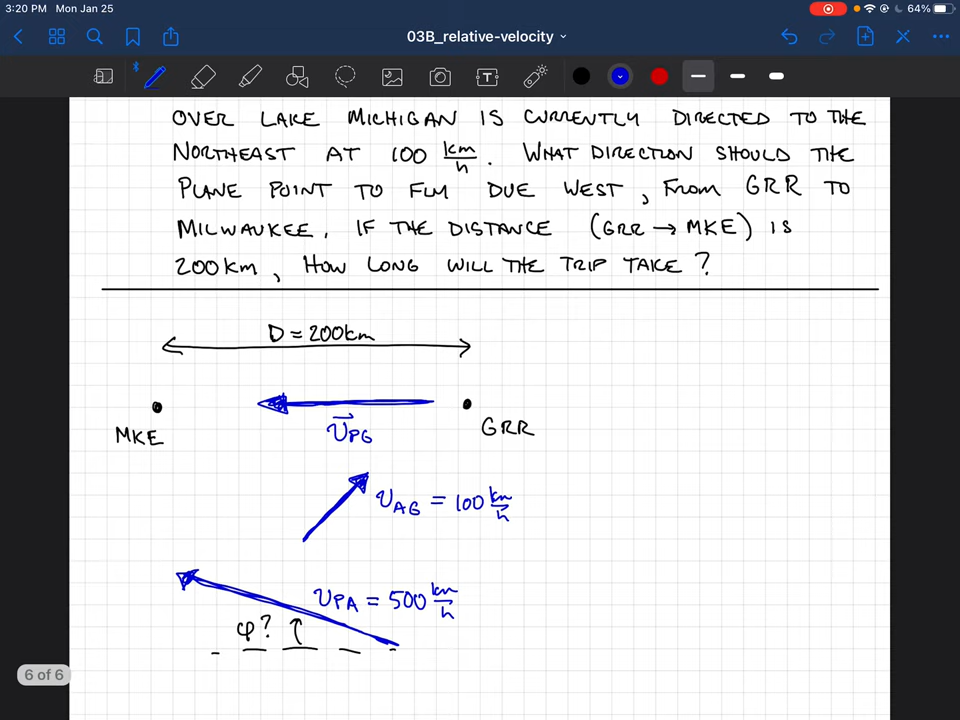 3:20 PM Mon Jan 25
64%
03B_relative-velocity
OVER LAKE MICHIGAN IS CURRENTLY DIRECTED TO THE
NORTHEAST AT 100 km/h. WHAT DIRECTION SHOULD THE
PLANE POINT TO FLY DUE WEST, FROM GRR TO
MILWAUKEE. IF THE DISTANCE (GRR → MKE) IS
200km, HOW LONG WILL THE TRIP TAKE?
D = 200km
MKE
GRR
v⃗PG
vAG = 100 km/h
vPA = 500 km/h
φ?
6 of 6